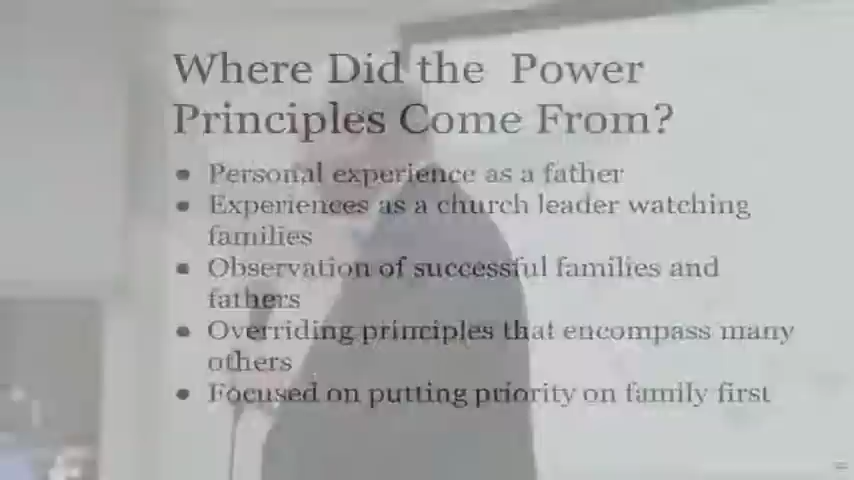 Where Did the Power
Principles Come From?
• Personal experience as a father
• Experiences as a church leader watching
families
• Observation of successful families and
fathers
• Overriding principles that encompass many
others
• Focused on putting priority on family first